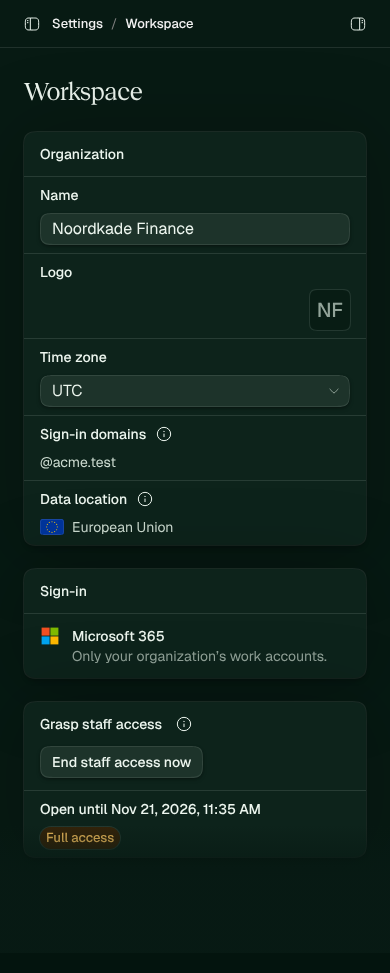 Settings / Workspace
Workspace
Organization
Name
Noordkade Finance
Logo
NF
Time zone
UTC
Sign-in domains
@acme.test
Data location
European Union
Sign-in
Microsoft 365
Only your organization’s work accounts.
Grasp staff access
End staff access now
Open until Nov 21, 2026, 11:35 AM
Full access